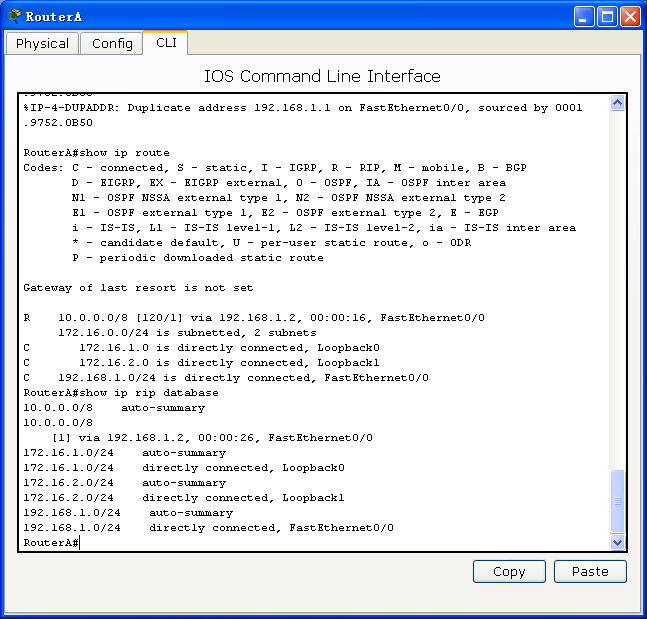 RouterA
Physical Config CLI
IOS Command Line Interface
%IP-4-DUPADDR: Duplicate address 192.168.1.1 on FastEthernet0/0, sourced by 0001
.9752.0B50
RouterA#show ip route
Codes: C - connected, S - static, I - IGRP, R - RIP, M - mobile, B - BGP
D - EIGRP, EX - EIGRP external, O - OSPF, IA - OSPF inter area
N1 - OSPF NSSA external type 1, N2 - OSPF NSSA external type 2
E1 - OSPF external type 1, E2 - OSPF external type 2, E - EGP
i - IS-IS, L1 - IS-IS level-1, L2 - IS-IS level-2, ia - IS-IS inter area
* - candidate default, U - per-user static route, o - ODR
P - periodic downloaded static route
Gateway of last resort is not set
R 10.0.0.0/8 [120/1] via 192.168.1.2, 00:00:16, FastEthernet0/0
172.16.0.0/24 is subnetted, 2 subnets
C 172.16.1.0 is directly connected, Loopback0
C 172.16.2.0 is directly connected, Loopback1
C 192.168.1.0/24 is directly connected, FastEthernet0/0
RouterA#show ip rip database
10.0.0.0/8 auto-summary
10.0.0.0/8
[1] via 192.168.1.2, 00:00:26, FastEthernet0/0
172.16.1.0/24 auto-summary
172.16.1.0/24 directly connected, Loopback0
172.16.2.0/24 auto-summary
172.16.2.0/24 directly connected, Loopback1
192.168.1.0/24 auto-summary
192.168.1.0/24 directly connected, FastEthernet0/0
RouterA#
Copy Paste